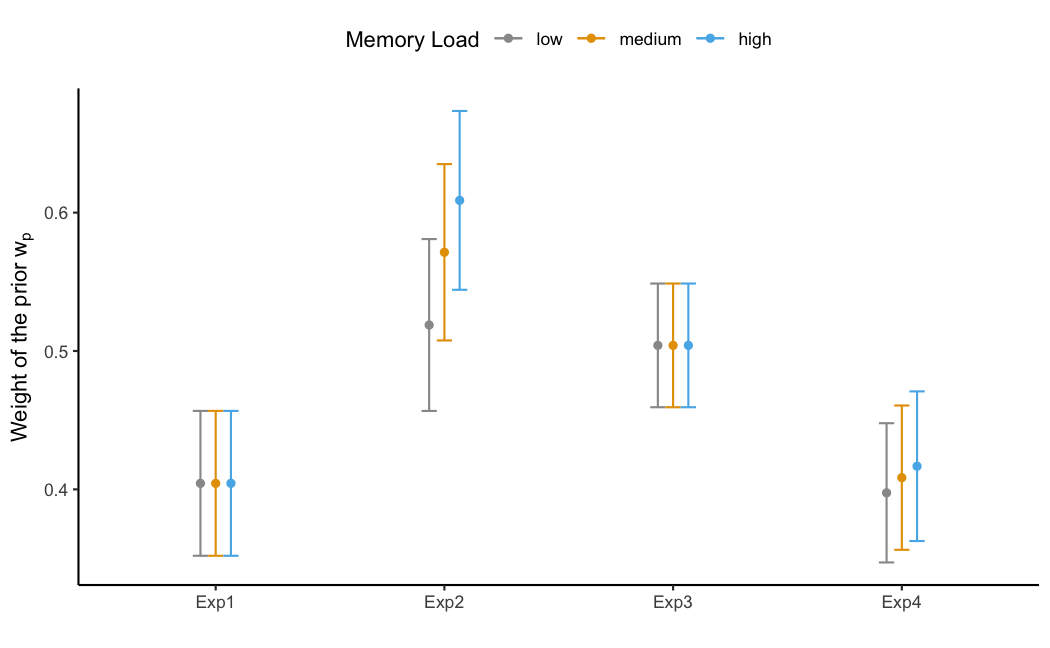 Memory Load low medium high
Weight of the prior wp
0.6
0.5
0.4
Exp1 Exp2 Exp3 Exp4